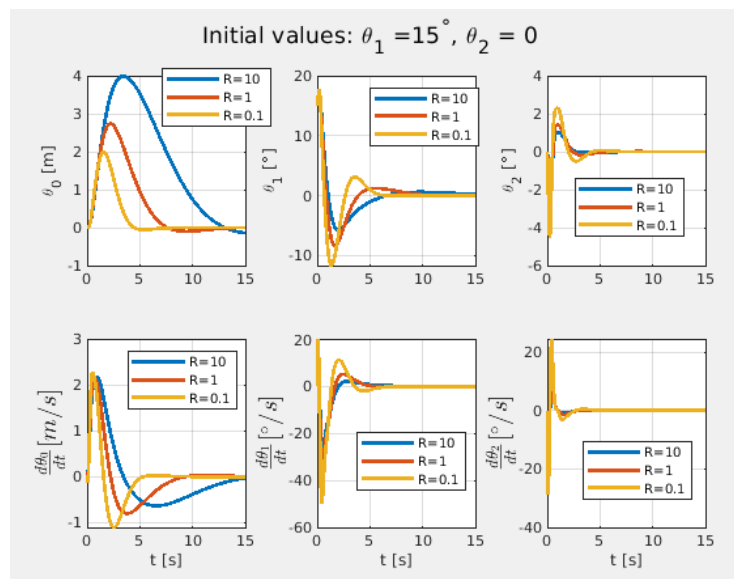 Initial values: θ₁ =15°, θ₂ = 0
4
3
2
1
0
-1
θ₀ [m]
R=10
R=1
R=0.1
0 5 10 15
20
10
0
-10
θ₁ [°]
R=10
R=1
R=0.1
0 5 10 15
4
2
0
-2
-4
-6
θ₂ [°]
R=10
R=1
R=0.1
0 5 10 15
3
2
1
0
-1
dθ₀/dt [m/s]
R=10
R=1
R=0.1
0 5 10 15
t [s]
20
0
-20
-40
-60
dθ₁/dt [°/s]
R=10
R=1
R=0.1
0 5 10 15
t [s]
20
0
-20
-40
dθ₂/dt [°/s]
R=10
R=1
R=0.1
0 5 10 15
t [s]